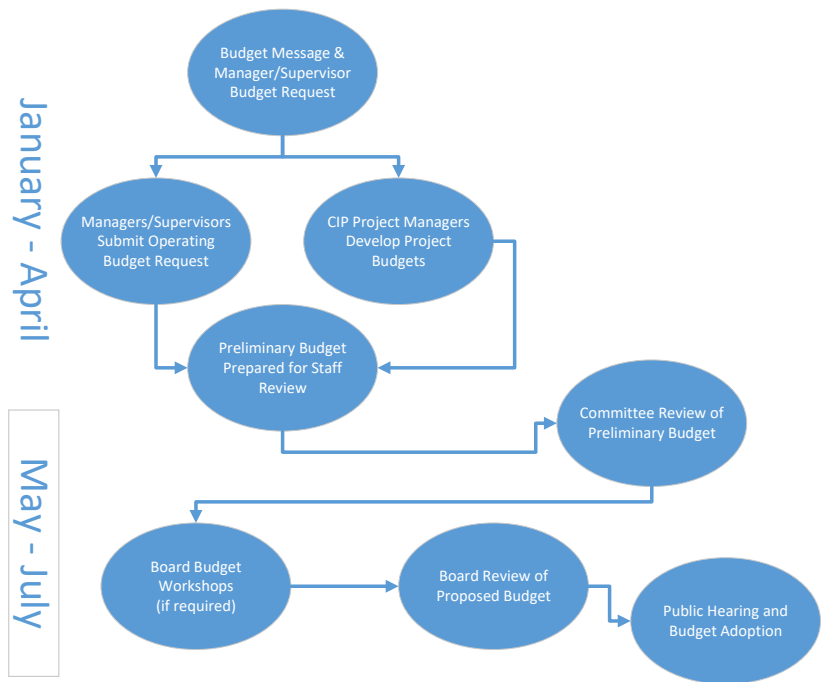 January - April
Budget Message &
Manager/Supervisor
Budget Request
Managers/Supervisors
Submit Operating
Budget Request
CIP Project Managers
Develop Project
Budgets
Preliminary Budget
Prepared for Staff
Review
May - July
Committee Review of
Preliminary Budget
Board Budget
Workshops
(if required)
Board Review of
Proposed Budget
Public Hearing and
Budget Adoption